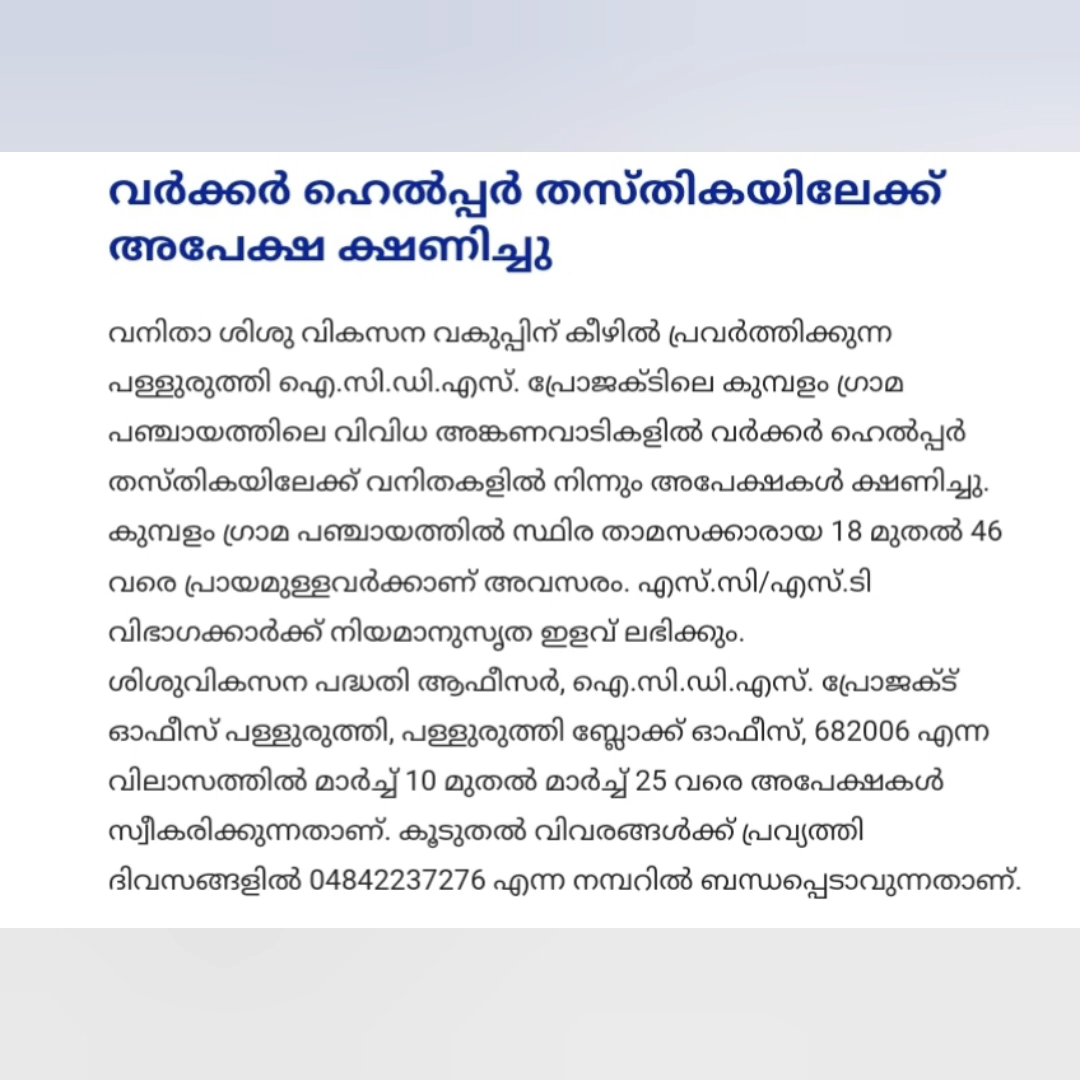 വർക്കർ ഹെൽപ്പർ തസ്തികയിലേക്ക്
അപേക്ഷ ക്ഷണിച്ചു
വനിതാ ശിശു വികസന വകുപ്പിന് കീഴിൽ പ്രവർത്തിക്കുന്ന
പള്ളുരുത്തി ഐ.സി.ഡി.എസ്. പ്രോജക്ടിലെ കുമ്പളം ഗ്രാമ
പഞ്ചായത്തിലെ വിവിധ അങ്കണവാടികളിൽ വർക്കർ ഹെൽപ്പർ
തസ്തികയിലേക്ക് വനിതകളിൽ നിന്നും അപേക്ഷകൾ ക്ഷണിച്ചു.
കുമ്പളം ഗ്രാമ പഞ്ചായത്തിൽ സ്ഥിര താമസക്കാരായ 18 മുതൽ 46
വരെ പ്രായമുള്ളവർക്കാണ് അവസരം. എസ്.സി/എസ്.ടി
വിഭാഗക്കാർക്ക് നിയമാനുസൃത ഇളവ് ലഭിക്കും.
ശിശുവികസന പദ്ധതി ആഫീസർ, ഐ.സി.ഡി.എസ്. പ്രോജക്ട്
ഓഫീസ് പള്ളുരുത്തി, പള്ളുരുത്തി ബ്ലോക്ക് ഓഫീസ്, 682006 എന്ന
വിലാസത്തിൽ മാർച്ച് 10 മുതൽ മാർച്ച് 25 വരെ അപേക്ഷകൾ
സ്വീകരിക്കുന്നതാണ്. കൂടുതൽ വിവരങ്ങൾക്ക് പ്രവ്യത്തി
ദിവസങ്ങളിൽ 04842237276 എന്ന നമ്പറിൽ ബന്ധപ്പെടാവുന്നതാണ്.